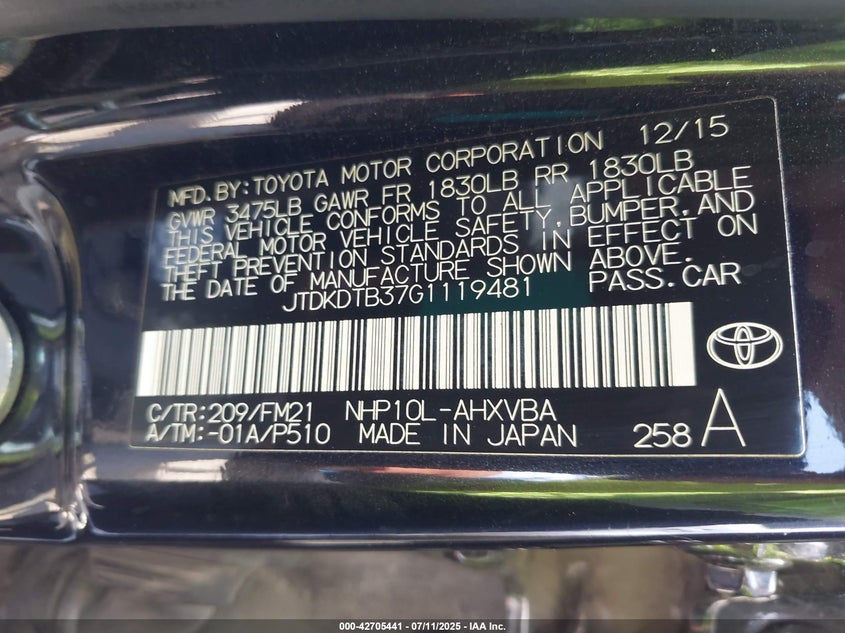 MFD. BY: TOYOTA MOTOR CORPORATION 12/15
GVWR 3475LB GAWR FR 1830LB RR 1830LB
THIS VEHICLE CONFORMS TO ALL APPLICABLE
FEDERAL MOTOR VEHICLE SAFETY, BUMPER, AND
THEFT PREVENTION STANDARDS IN EFFECT ON
THE DATE OF MANUFACTURE SHOWN ABOVE.
JTDKDTB37G1119481 PASS. CAR
C/TR: 209/FM21 NHP10L-AHXVBA
A/TM: -01A/P510 MADE IN JAPAN 258 A
000-42705441 - 07/11/2025 - IAA Inc.